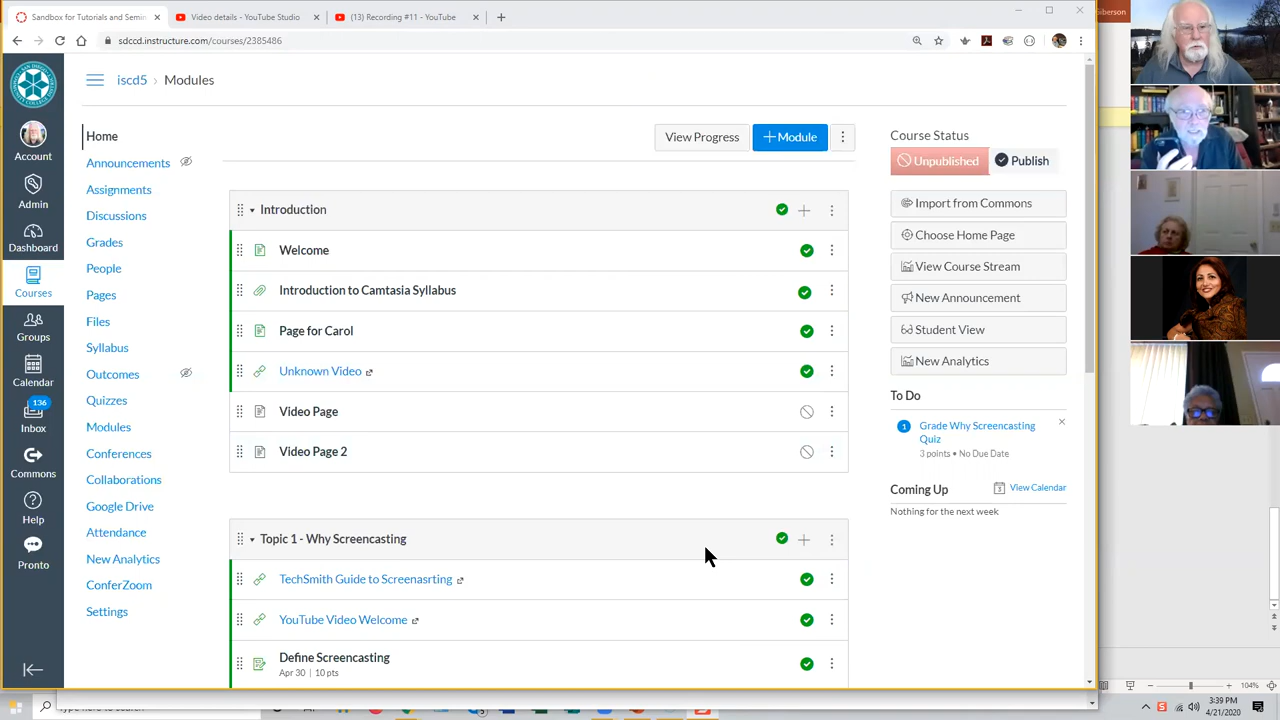 Sandbox for Tutorials and Semin
Video details - YouTube Studio
(13) Recording #11 - YouTube
Giberson
sdccd.instructure.com/courses/2385486
iscd5 › Modules
Account
Admin
Dashboard
Courses
Groups
Calendar
136
Inbox
Commons
Help
Pronto
Home
Announcements
Assignments
Discussions
Grades
People
Pages
Files
Syllabus
Outcomes
Quizzes
Modules
Conferences
Collaborations
Google Drive
Attendance
New Analytics
ConferZoom
Settings
View Progress
+ Module
Introduction
Welcome
Introduction to Camtasia Syllabus
Page for Carol
Unknown Video
Video Page
Video Page 2
Topic 1 - Why Screencasting
TechSmith Guide to Screenasrting
YouTube Video Welcome
Define Screencasting
Apr 30 | 10 pts
Course Status
Unpublished
Publish
Import from Commons
Choose Home Page
View Course Stream
New Announcement
Student View
New Analytics
To Do
1
Grade Why Screencasting
Quiz
3 points • No Due Date
Coming Up
View Calendar
Nothing for the next week
104%
3:39 PM
4/21/2020